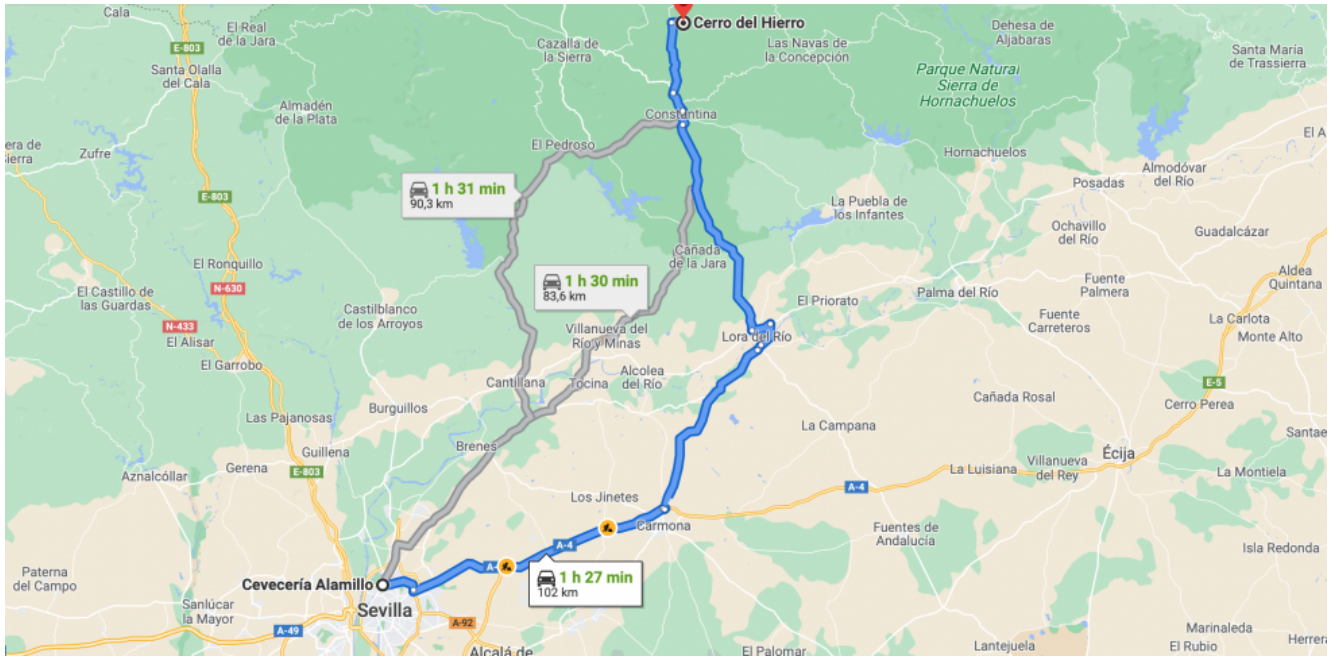 Cala
El Real
de la Jara
E-803
Cazalla de
la Sierra
Cerro del Hierro
Las Navas de
la Concepción
Dehesa de
Aljabaras
Santa María
de Trassierra
Santa Olalla
del Cala
Almadén
de la Plata
Parque Natural
Sierra de
Hornachuelos
Constantina
El Pedroso
era de
Sierra
Zufre
Hornachuelos
El A
Almodóvar
del Río
Posadas
E-803
1 h 31 min
90,3 km
La Puebla de
los Infantes
Ochavillo
del Río
Guadalcázar
Cañada
de la Jara
El Ronquillo
1 h 30 min
83,6 km
Aldea
Quintana
Fuente
Palmera
N-630
El Castillo de
las Guardas
Castilblanco
de los Arroyos
El Priorato
Palma del Río
Fuente
Carreteros
La Carlota
Monte Alto
N-433
El Alisar
Villanueva del
Río y Minas
Lora del Río
El Garrobo
Cantillana
Tocina
Alcolea
del Río
E-5
Cañada Rosal
Cerro Perea
Burguillos
Las Pajanosas
La Campana
Santae
Guillena
Brenes
Écija
Gerena
E-803
Aznalcóllar
La Luisiana
Villanueva
del Rey
La Montiela
A-4
Los Jinetes
Carmona
Fuentes de
Andalucía
A-4
Isla Redonda
A-
Paterna
del Campo
Cevecería Alamillo
1 h 27 min
102 km
Sanlúcar
la Mayor
Sevilla
A-92
A-49
Marinaleda
Herrer
El Rubio
Lantejuela
Alcalá de
El Palomar